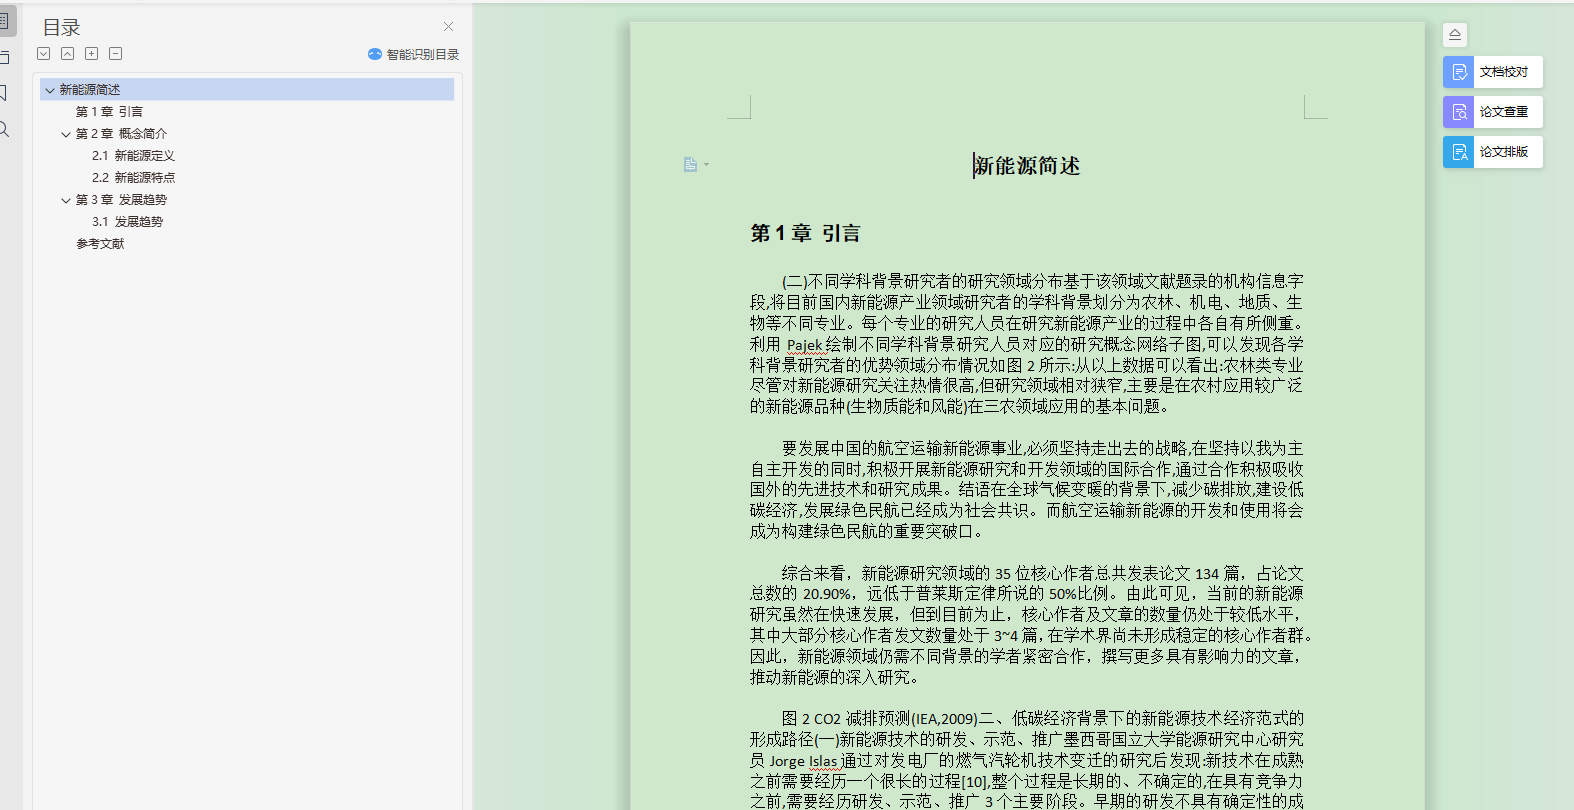 目录
智能识别目录
新能源简述
第 1 章 引言
第 2 章 概念简介
2.1 新能源定义
2.2 新能源特点
第 3 章 发展趋势
3.1 发展趋势
参考文献
新能源简述
第 1 章 引言
(二)不同学科背景研究者的研究领域分布基于该领域文献题录的机构信息字
段,将目前国内新能源产业领域研究者的学科背景划分为农林、机电、地质、生
物等不同专业。每个专业的研究人员在研究新能源产业的过程中各自有所侧重。
利用 Pajek 绘制不同学科背景研究人员对应的研究概念网络子图,可以发现各学
科背景研究者的优势领域分布情况如图 2 所示:从以上数据可以看出:农林类专业
尽管对新能源研究关注热情很高,但研究领域相对狭窄,主要是在农村应用较广泛
的新能源品种(生物质能和风能)在三农领域应用的基本问题。
要发展中国的航空运输新能源事业,必须坚持走出去的战略,在坚持以我为主
自主开发的同时,积极开展新能源研究和开发领域的国际合作,通过合作积极吸收
国外的先进技术和研究成果。结语在全球气候变暖的背景下,减少碳排放,建设低
碳经济,发展绿色民航已经成为社会共识。而航空运输新能源的开发和使用将会
成为构建绿色民航的重要突破口。
综合来看，新能源研究领域的 35 位核心作者总共发表论文 134 篇，占论文
总数的 20.90%，远低于普莱斯定律所说的 50%比例。由此可见，当前的新能源
研究虽然在快速发展，但到目前为止，核心作者及文章的数量仍处于较低水平，
其中大部分核心作者发文数量处于 3~4 篇，在学术界尚未形成稳定的核心作者群。
因此，新能源领域仍需不同背景的学者紧密合作，撰写更多具有影响力的文章，
推动新能源的深入研究。
图 2 CO2 减排预测(IEA,2009)二、低碳经济背景下的新能源技术经济范式的
形成路径(一)新能源技术的研发、示范、推广墨西哥国立大学能源研究中心研究
员 Jorge Islas 通过对发电厂的燃气汽轮机技术变迁的研究后发现:新技术在成熟
之前需要经历一个很长的过程[10],整个过程是长期的、不确定的,在具有竞争力
之前,需要经历研发、示范、推广 3 个主要阶段。早期的研发不具有确定性的成
文档校对
论文查重
论文排版